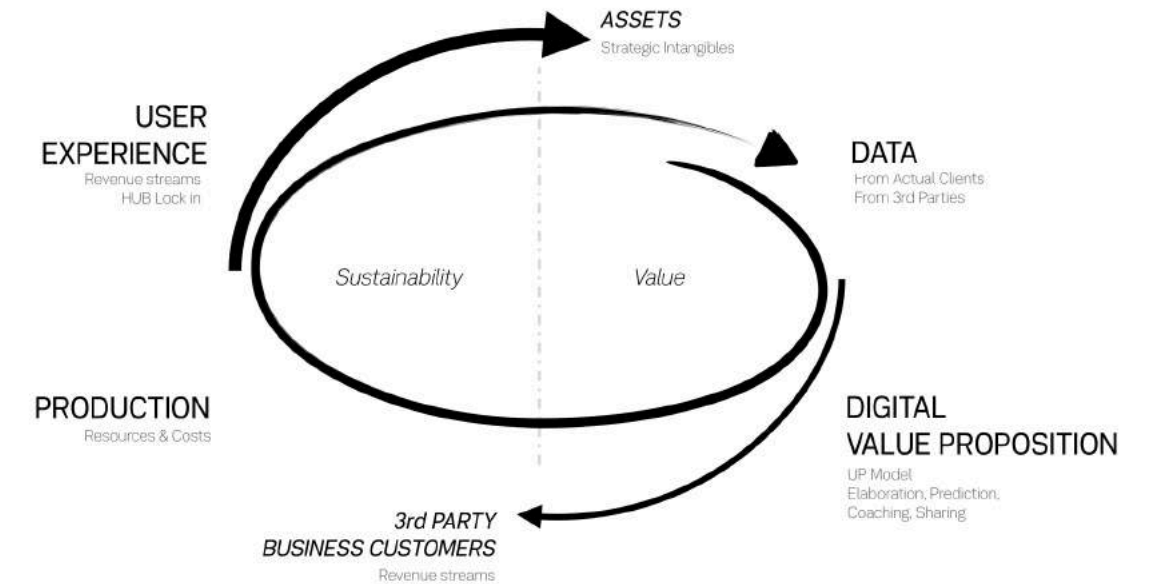 ASSETS
Strategic Intangibles
USER
EXPERIENCE
Revenue streams
HUB Lock in
DATA
From Actual Clients
From 3rd Parties
Sustainability
Value
PRODUCTION
Resources & Costs
DIGITAL
VALUE PROPOSITION
UP Model
Elaboration, Prediction,
Coaching, Sharing
3rd PARTY
BUSINESS CUSTOMERS
Revenue streams